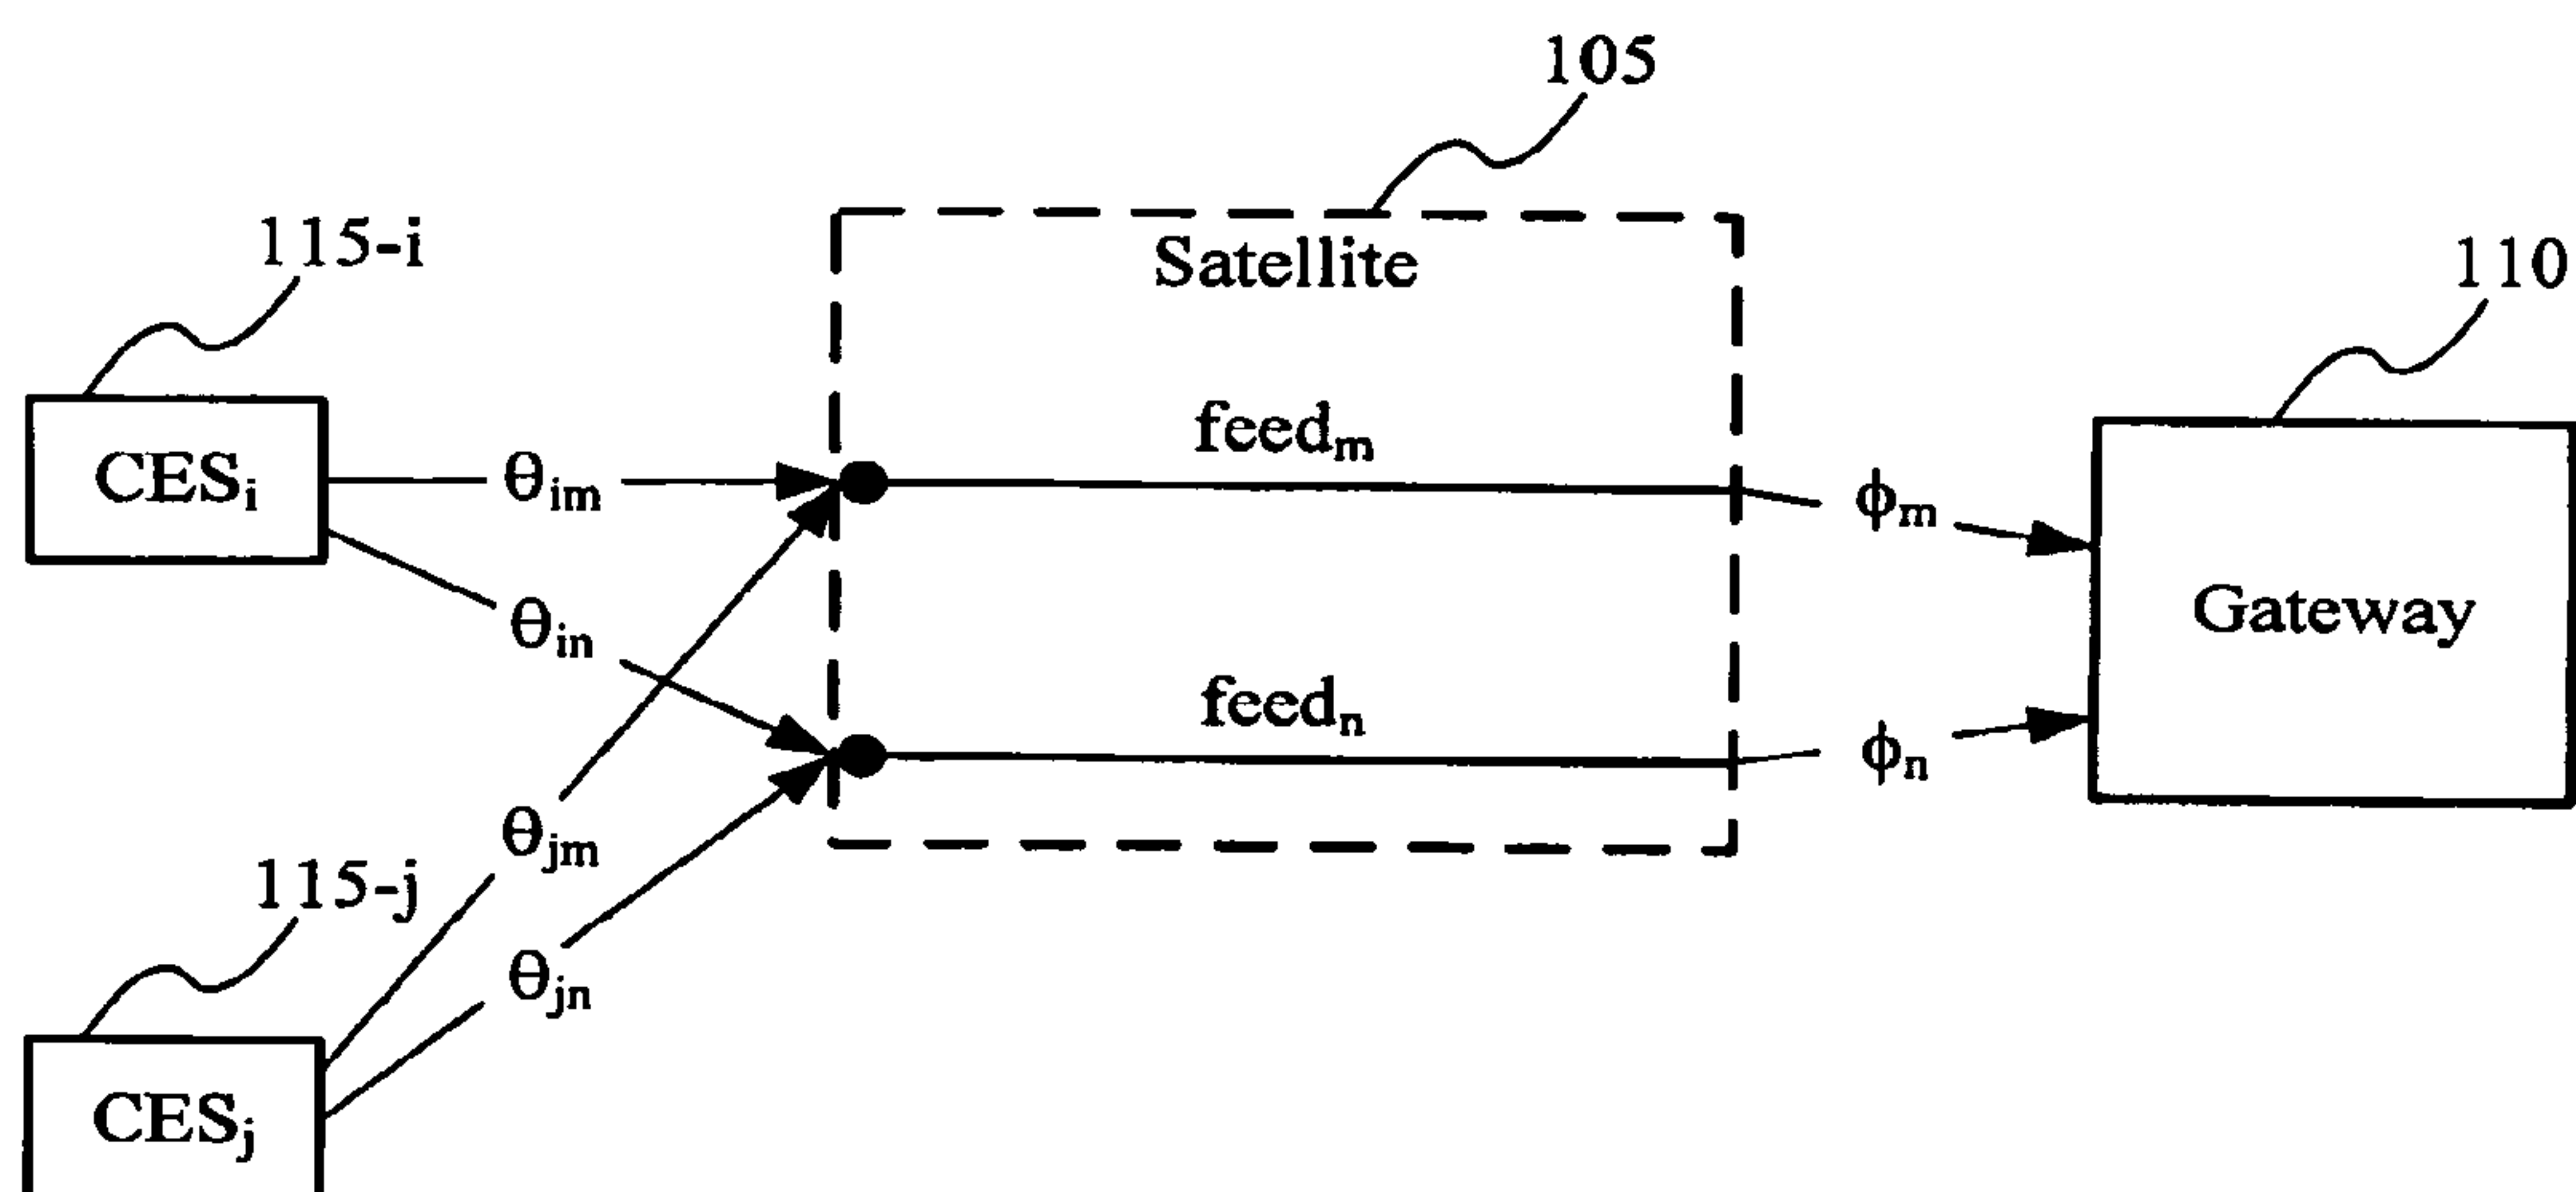 105
115-i
Satellite
110
feedₘ
CESᵢ
θᵢₘ
ϕₘ
Gateway
θᵢₙ
feedₙ
ϕₙ
θⱼₘ
115-j
θⱼₙ
CESⱼ